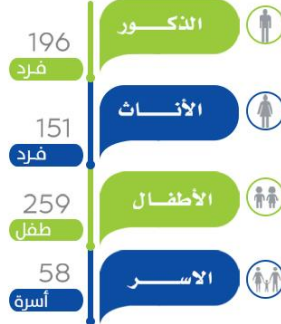 الذكـــور
196
فرد
الأنـــاث
151
فرد
الأطفـــال
259
طفل
الاســـر
58
أسرة